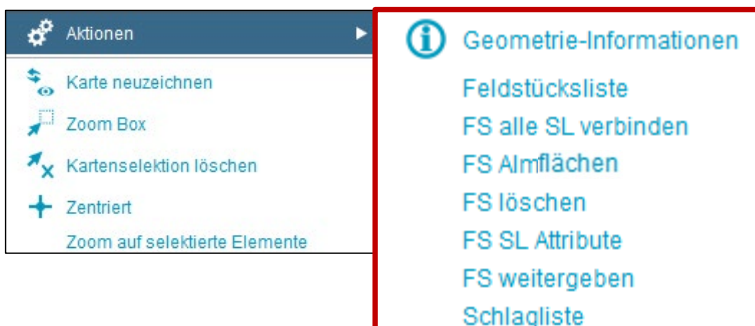 Aktionen
Karte neuzeichnen
Zoom Box
Kartenselektion löschen
Zentriert
Zoom auf selektierte Elemente
Geometrie-Informationen
Feldstücksliste
FS alle SL verbinden
FS Almflächen
FS löschen
FS SL Attribute
FS weitergeben
Schlagliste